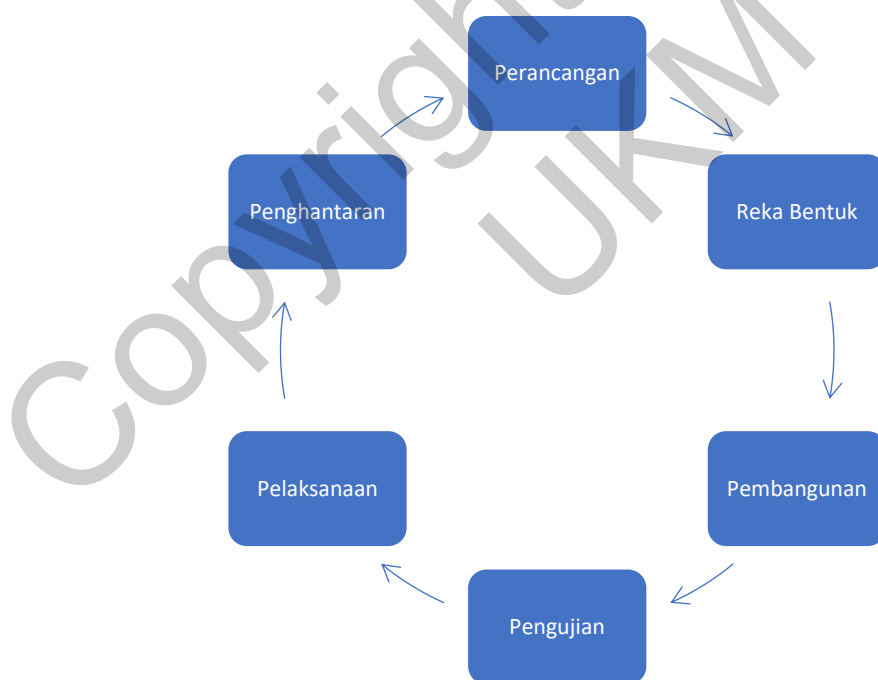 Perancangan
Reka Bentuk
Pembangunan
Pengujian
Pelaksanaan
Penghantaran
Copyright
UKM